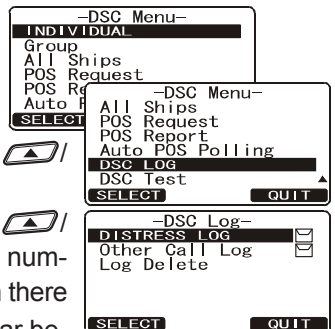 –DSC Menu–
INDIVIDUAL
Group
All Ships
POS Request
POS Re
Auto P
SELECT
–DSC Menu–
All Ships
POS Request
POS Report
Auto POS Polling
DSC LOG
DSC Test
SELECT QUIT
/
/
num-
there
–DSC Log–
DISTRESS LOG
Other Call Log
Log Delete
SELECT QUIT